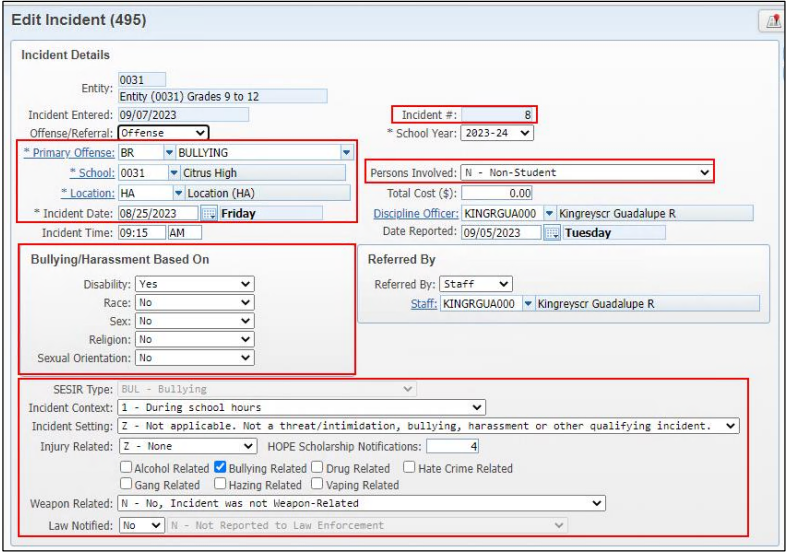 Edit Incident (495)
Incident Details
Entity: 0031
Entity (0031) Grades 9 to 12
Incident Entered: 09/07/2023 Incident #: 8
Offense/Referral: Offense * School Year: 2023-24
* Primary Offense: BR BULLYING
* School: 0031 Citrus High Persons Involved: N - Non-Student
* Location: HA Location (HA) Total Cost ($): 0.00
* Incident Date: 08/25/2023 Friday Discipline Officer: KINGRGUA000 Kingreyscr Guadalupe R
Incident Time: 09:15 AM Date Reported: 09/05/2023 Tuesday
Bullying/Harassment Based On
Disability: Yes
Race: No
Sex: No
Religion: No
Sexual Orientation: No
Referred By
Referred By: Staff
Staff: KINGRGUA000 Kingreyscr Guadalupe R
SESIR Type: BUL - Bullying
Incident Context: 1 - During school hours
Incident Setting: Z - Not applicable. Not a threat/intimidation, bullying, harassment or other qualifying incident.
Injury Related: Z - None HOPE Scholarship Notifications: 4
Alcohol Related Bullying Related Drug Related Hate Crime Related
Gang Related Hazing Related Vaping Related
Weapon Related: N - No, Incident was not Weapon-Related
Law Notified: No N - Not Reported to Law Enforcement